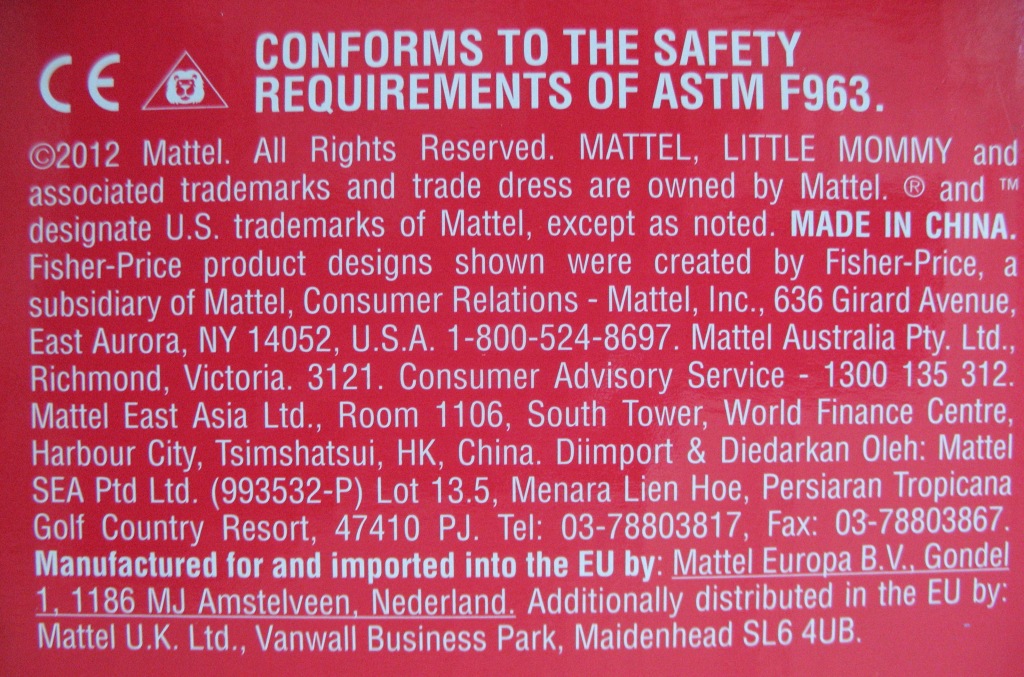 CE CONFORMS TO THE SAFETY
REQUIREMENTS OF ASTM F963.
©2012 Mattel. All Rights Reserved. MATTEL, LITTLE MOMMY and
associated trademarks and trade dress are owned by Mattel. ® and ™
designate U.S. trademarks of Mattel, except as noted. MADE IN CHINA.
Fisher-Price product designs shown were created by Fisher-Price, a
subsidiary of Mattel, Consumer Relations - Mattel, Inc., 636 Girard Avenue,
East Aurora, NY 14052, U.S.A. 1-800-524-8697. Mattel Australia Pty. Ltd.,
Richmond, Victoria. 3121. Consumer Advisory Service - 1300 135 312.
Mattel East Asia Ltd., Room 1106, South Tower, World Finance Centre,
Harbour City, Tsimshatsui, HK, China. Diimport & Diedarkan Oleh: Mattel
SEA Ptd Ltd. (993532-P) Lot 13.5, Menara Lien Hoe, Persiaran Tropicana
Golf Country Resort, 47410 PJ. Tel: 03-78803817, Fax: 03-78803867.
Manufactured for and imported into the EU by: Mattel Europa B.V., Gondel
1, 1186 MJ Amstelveen, Nederland. Additionally distributed in the EU by:
Mattel U.K. Ltd., Vanwall Business Park, Maidenhead SL6 4UB.